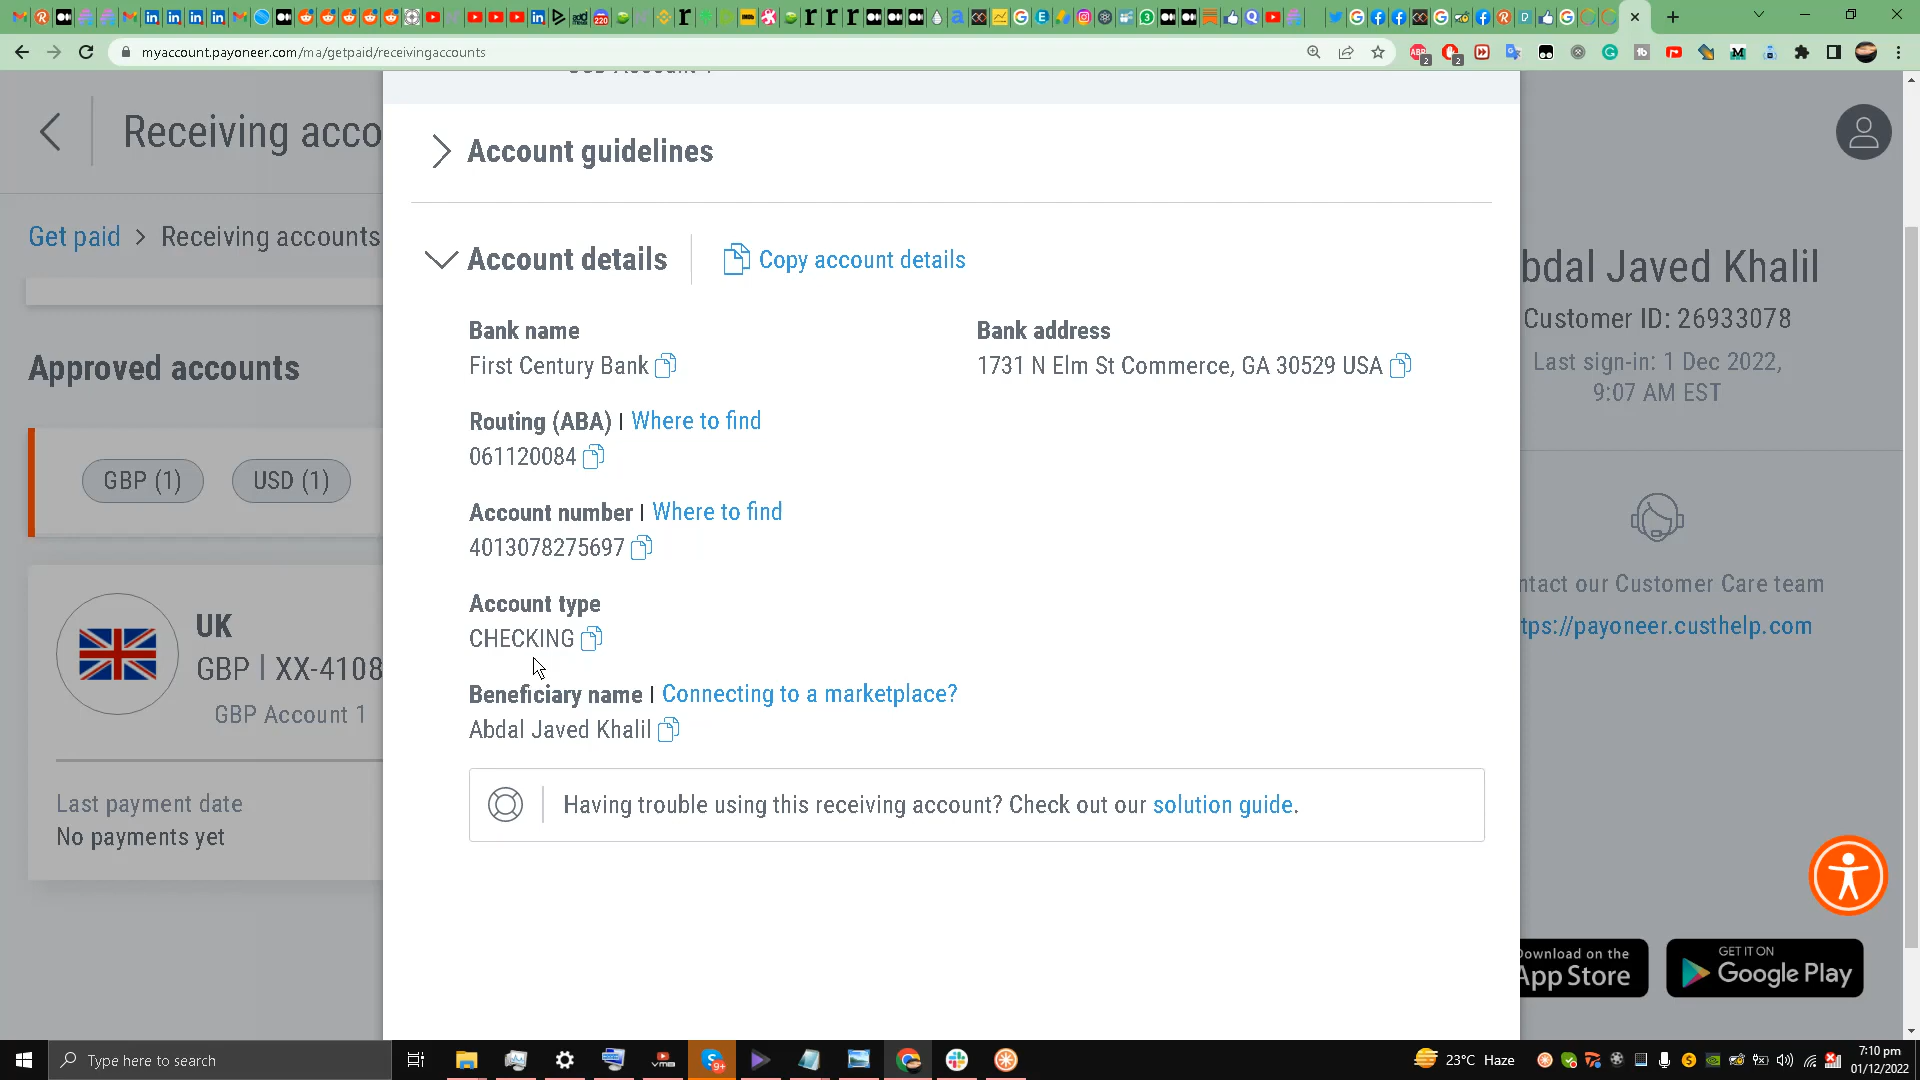 myaccount.payoneer.com/ma/getpaid/receivingaccounts
Receiving acco
Get paid > Receiving accounts
Approved accounts
GBP (1)
USD (1)
UK
GBP | XX-4108
GBP Account 1
Last payment date
No payments yet
Account guidelines
Account details
Copy account details
Bank name
First Century Bank
Bank address
1731 N Elm St Commerce, GA 30529 USA
Routing (ABA) | Where to find
061120084
Account number | Where to find
4013078275697
Account type
CHECKING
Beneficiary name | Connecting to a marketplace?
Abdal Javed Khalil
Having trouble using this receiving account? Check out our solution guide.
bdal Javed Khalil
Customer ID: 26933078
Last sign-in: 1 Dec 2022,
9:07 AM EST
ntact our Customer Care team
tps://payoneer.custhelp.com
Download on the
App Store
GET IT ON
Google Play
Type here to search
23°C Haze
7:10 pm
01/12/2022